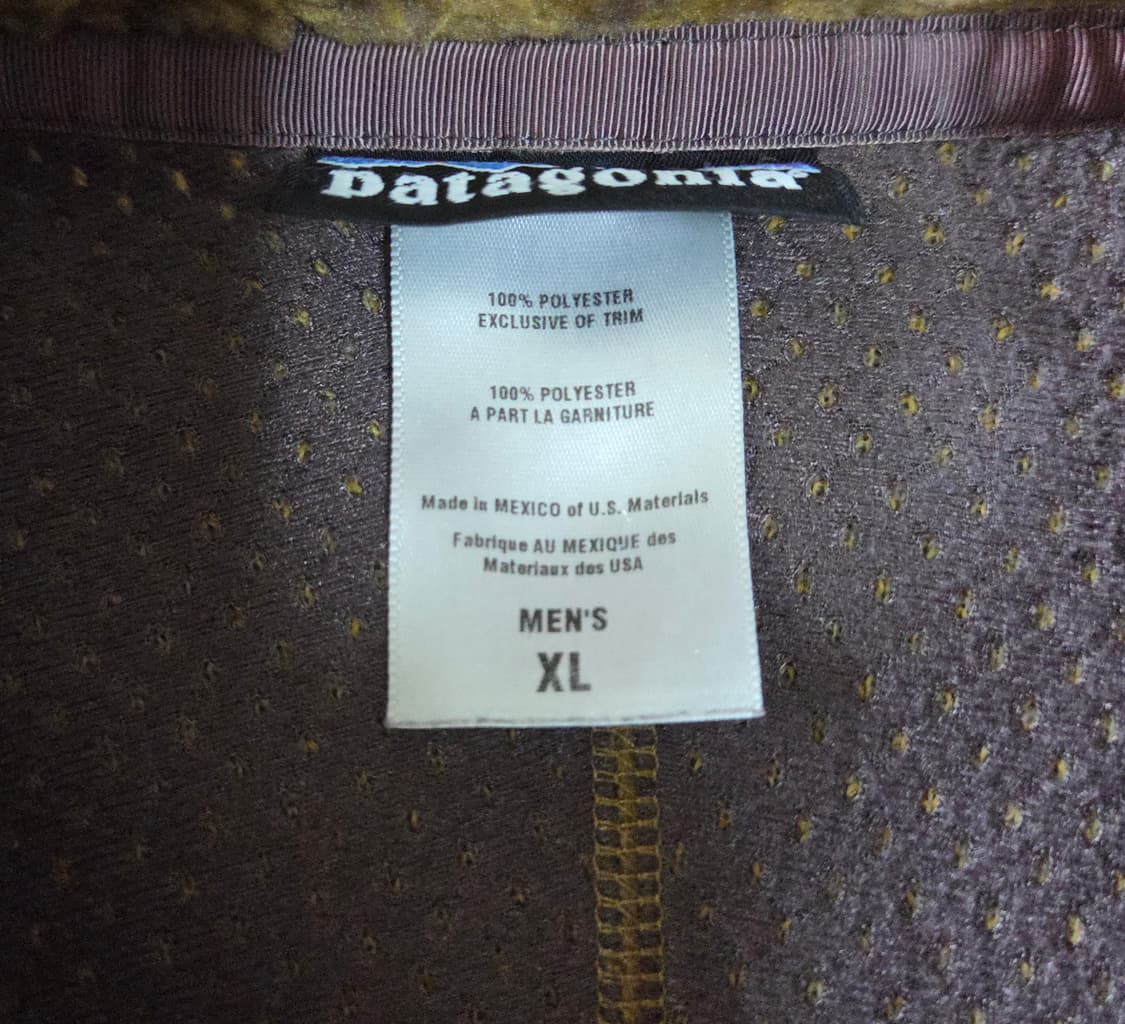 patagonia
100% POLYESTER
EXCLUSIVE OF TRIM
100% POLYESTER
A PART LA GARNITURE
Made in MEXICO of U.S. Materials
Fabrique AU MEXIQUE des
Materiaux des USA
MEN'S
XL